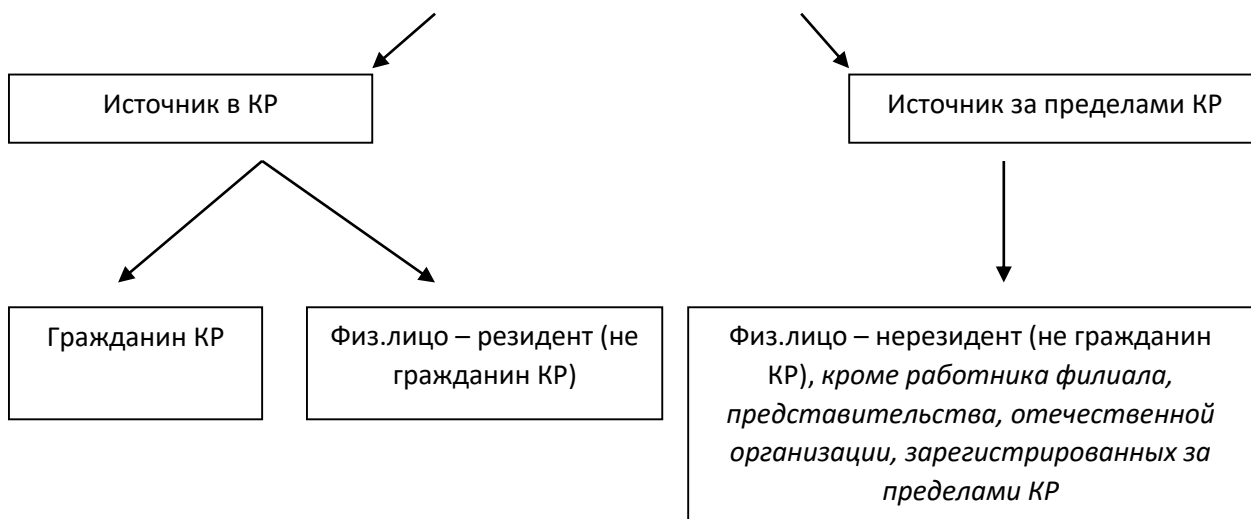 Источник в КР
Источник за пределами КР
Гражданин КР
Физ.лицо – резидент (не
гражданин КР)
Физ.лицо – нерезидент (не гражданин
КР), кроме работника филиала,
представительства, отечественной
организации, зарегистрированных за
пределами КР